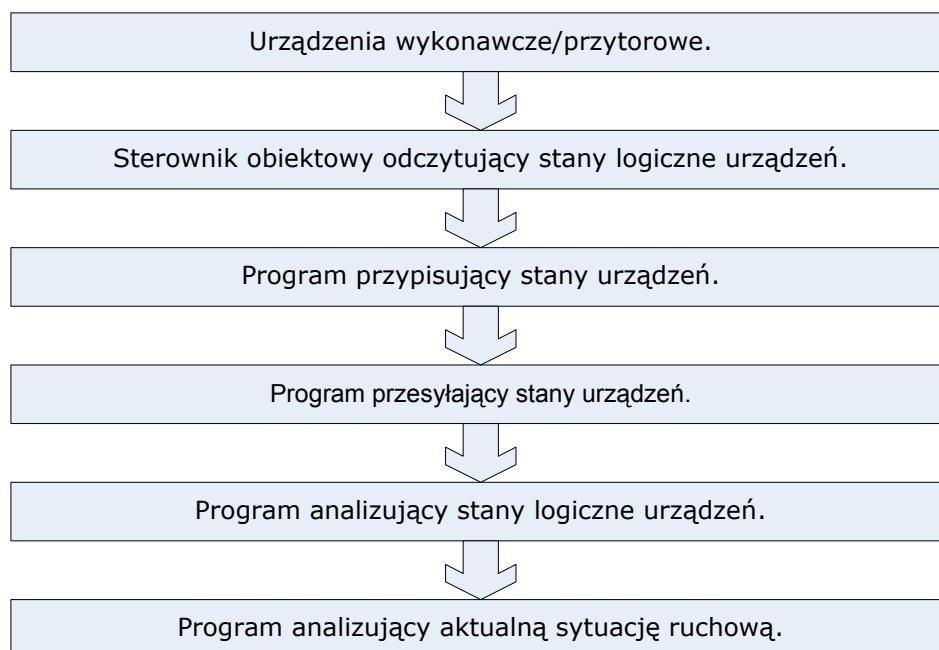 Urządzenia wykonawcze/przytorowe.
Sterownik obiektowy odczytujący stany logiczne urządzeń.
Program przypisujący stany urządzeń.
Program przesyłający stany urządzeń.
Program analizujący stany logiczne urządzeń.
Program analizujący aktualną sytuację ruchową.